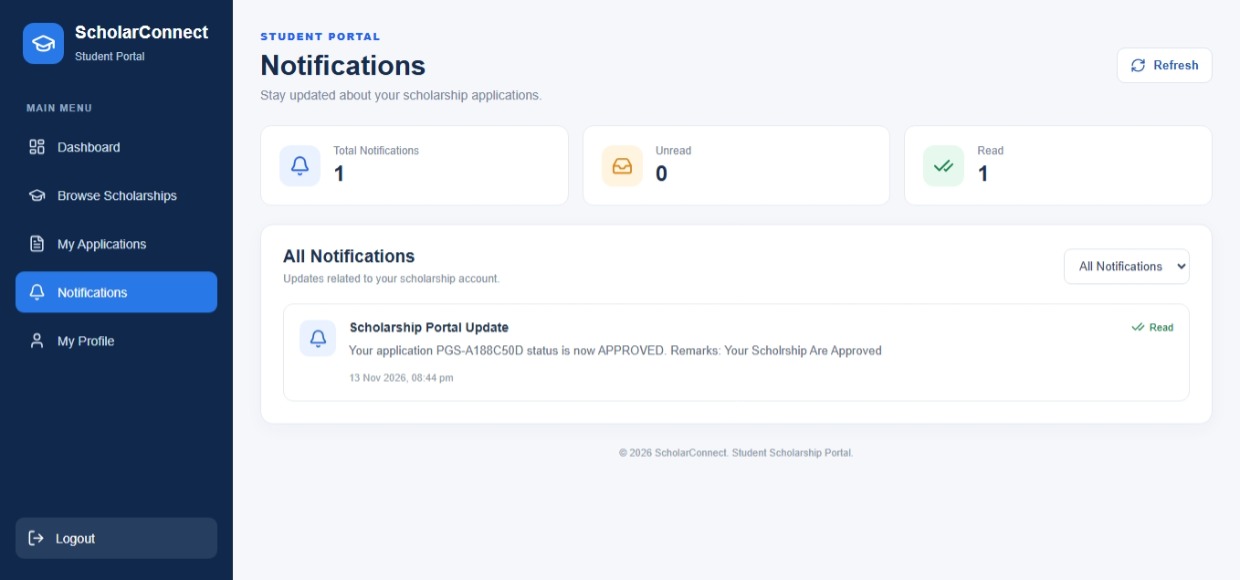 ScholarConnect
Student Portal
MAIN MENU
Dashboard
Browse Scholarships
My Applications
Notifications
My Profile
Logout
STUDENT PORTAL
Notifications
Stay updated about your scholarship applications.
Refresh
Total Notifications
1
Unread
0
Read
1
All Notifications
Updates related to your scholarship account.
All Notifications
Scholarship Portal Update
Read
Your application PGS-A188C50D status is now APPROVED. Remarks: Your Scholrship Are Approved
13 Nov 2026, 08:44 pm
© 2026 ScholarConnect. Student Scholarship Portal.